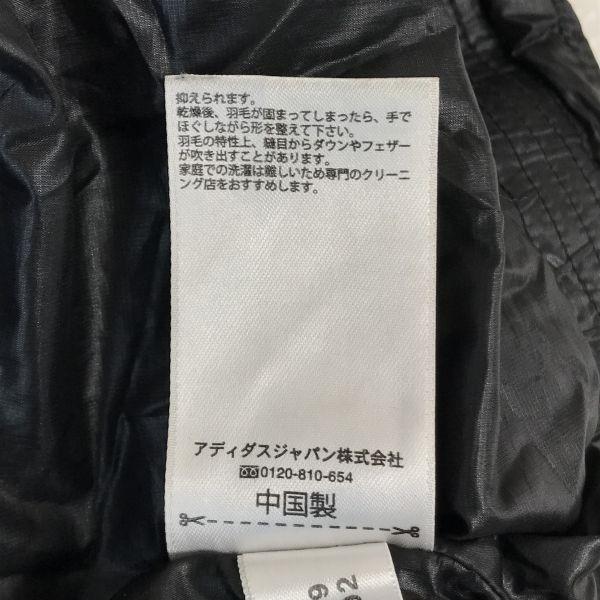 抑えられます。
乾燥後、羽毛が固まってしまったら、手で
ほぐしながら形を整えて下さい。
羽毛の特性上、縫目からダウンやフェザー
が吹き出すことがあります。
家庭での洗濯は難しいため専門のクリーニ
ング店をおすすめします。
アディダスジャパン株式会社
0120-810-654
中国製